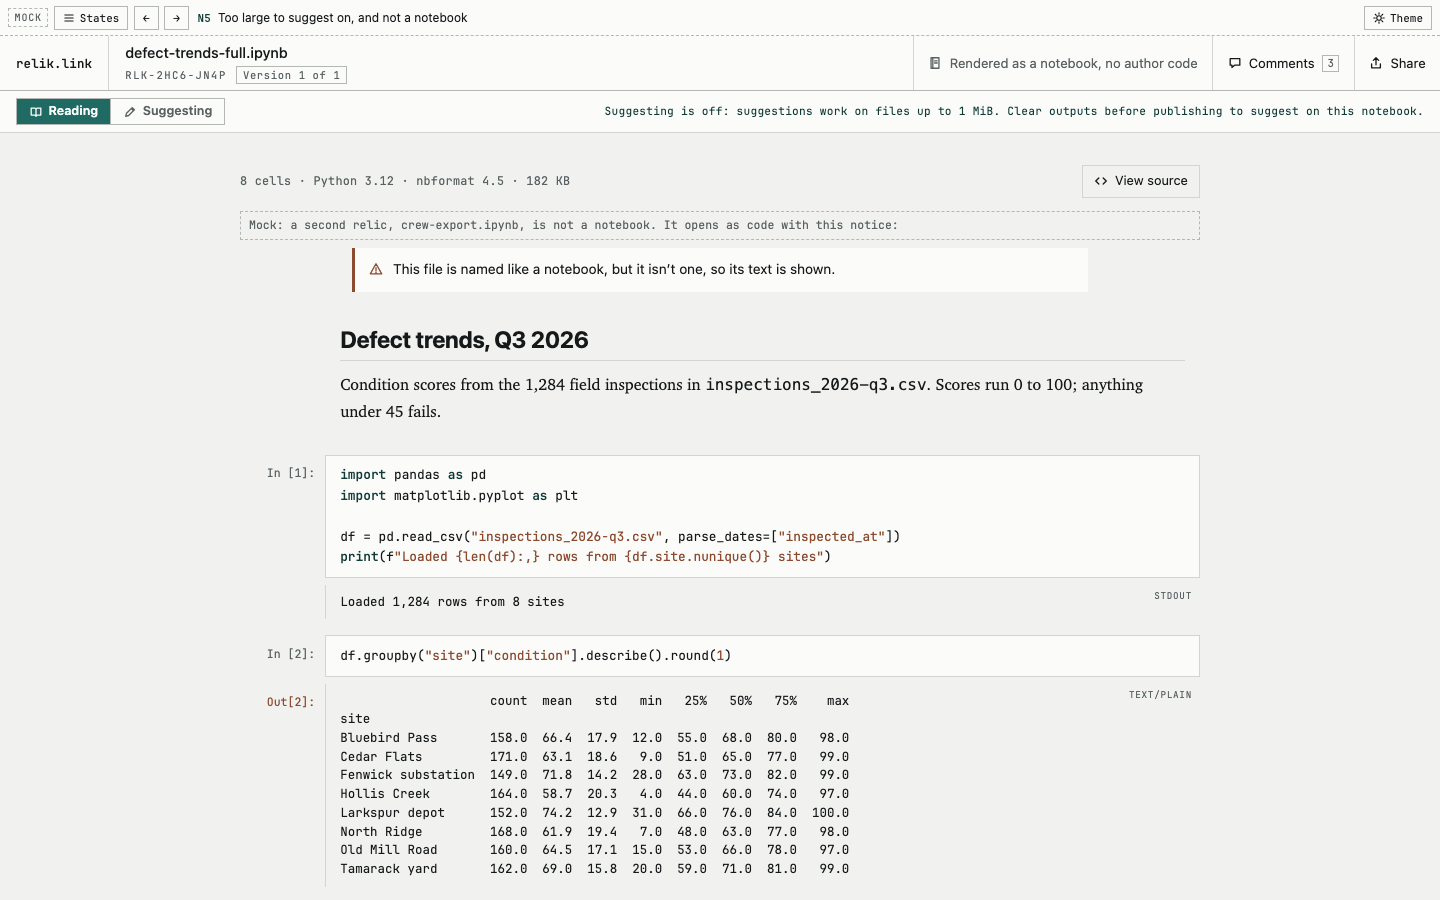 MOCK States ← → N5 Too large to suggest on, and not a notebook Theme
relik.link
defect-trends-full.ipynb
RLK-2HC6-JN4P Version 1 of 1
Rendered as a notebook, no author code
Comments 3
Share
Reading Suggesting
Suggesting is off: suggestions work on files up to 1 MiB. Clear outputs before publishing to suggest on this notebook.
8 cells · Python 3.12 · nbformat 4.5 · 182 KB
View source
Mock: a second relic, crew-export.ipynb, is not a notebook. It opens as code with this notice:
This file is named like a notebook, but it isn’t one, so its text is shown.
Defect trends, Q3 2026
Condition scores from the 1,284 field inspections in inspections_2026-q3.csv. Scores run 0 to 100; anything
under 45 fails.
In [1]:
import pandas as pd
import matplotlib.pyplot as plt
df = pd.read_csv("inspections_2026-q3.csv", parse_dates=["inspected_at"])
print(f"Loaded {len(df):,} rows from {df.site.nunique()} sites")
Loaded 1,284 rows from 8 sites
STDOUT
In [2]:
df.groupby("site")["condition"].describe().round(1)
Out[2]:
TEXT/PLAIN
count mean std min 25% 50% 75% max
site
Bluebird Pass 158.0 66.4 17.9 12.0 55.0 68.0 80.0 98.0
Cedar Flats 171.0 63.1 18.6 9.0 51.0 65.0 77.0 99.0
Fenwick substation 149.0 71.8 14.2 28.0 63.0 73.0 82.0 99.0
Hollis Creek 164.0 58.7 20.3 4.0 44.0 60.0 74.0 97.0
Larkspur depot 152.0 74.2 12.9 31.0 66.0 76.0 84.0 100.0
North Ridge 168.0 61.9 19.4 7.0 48.0 63.0 77.0 98.0
Old Mill Road 160.0 64.5 17.1 15.0 53.0 66.0 78.0 97.0
Tamarack yard 162.0 69.0 15.8 20.0 59.0 71.0 81.0 99.0